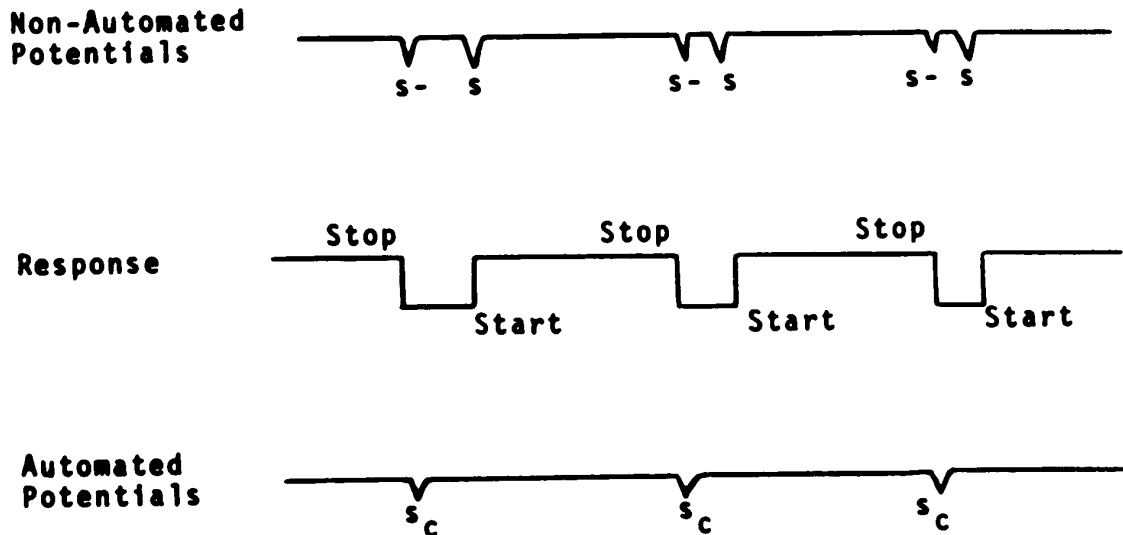 Non-Automated
Potentials
s- s s- s s- s
Stop Stop Stop
Response
Start Start Start
Automated
Potentials
sc sc sc